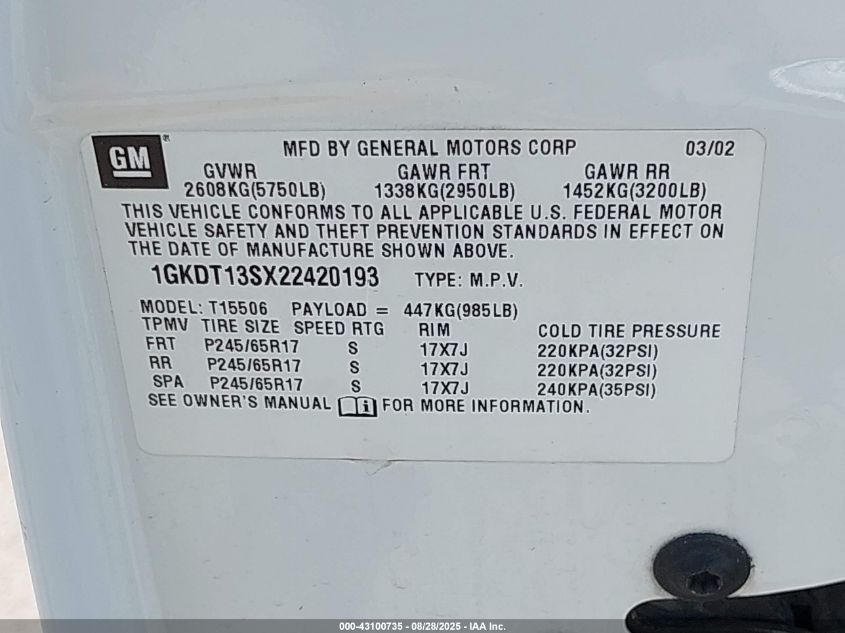 GM ® MFD BY GENERAL MOTORS CORP 03/02
GVWR GAWR FRT GAWR RR
2608KG(5750LB) 1338KG(2950LB) 1452KG(3200LB)
THIS VEHICLE CONFORMS TO ALL APPLICABLE U.S. FEDERAL MOTOR
VEHICLE SAFETY AND THEFT PREVENTION STANDARDS IN EFFECT ON
THE DATE OF MANUFACTURE SHOWN ABOVE.
1GKDT13SX22420193 TYPE: M.P.V.
MODEL: T15506 PAYLOAD = 447KG(985LB)
TPMV TIRE SIZE SPEED RTG RIM COLD TIRE PRESSURE
FRT P245/65R17 S 17X7J 220KPA(32PSI)
RR P245/65R17 S 17X7J 220KPA(32PSI)
SPA P245/65R17 S 17X7J 240KPA(35PSI)
SEE OWNER'S MANUAL i FOR MORE INFORMATION.
000-43100735 - 08/28/2025 - IAA Inc.